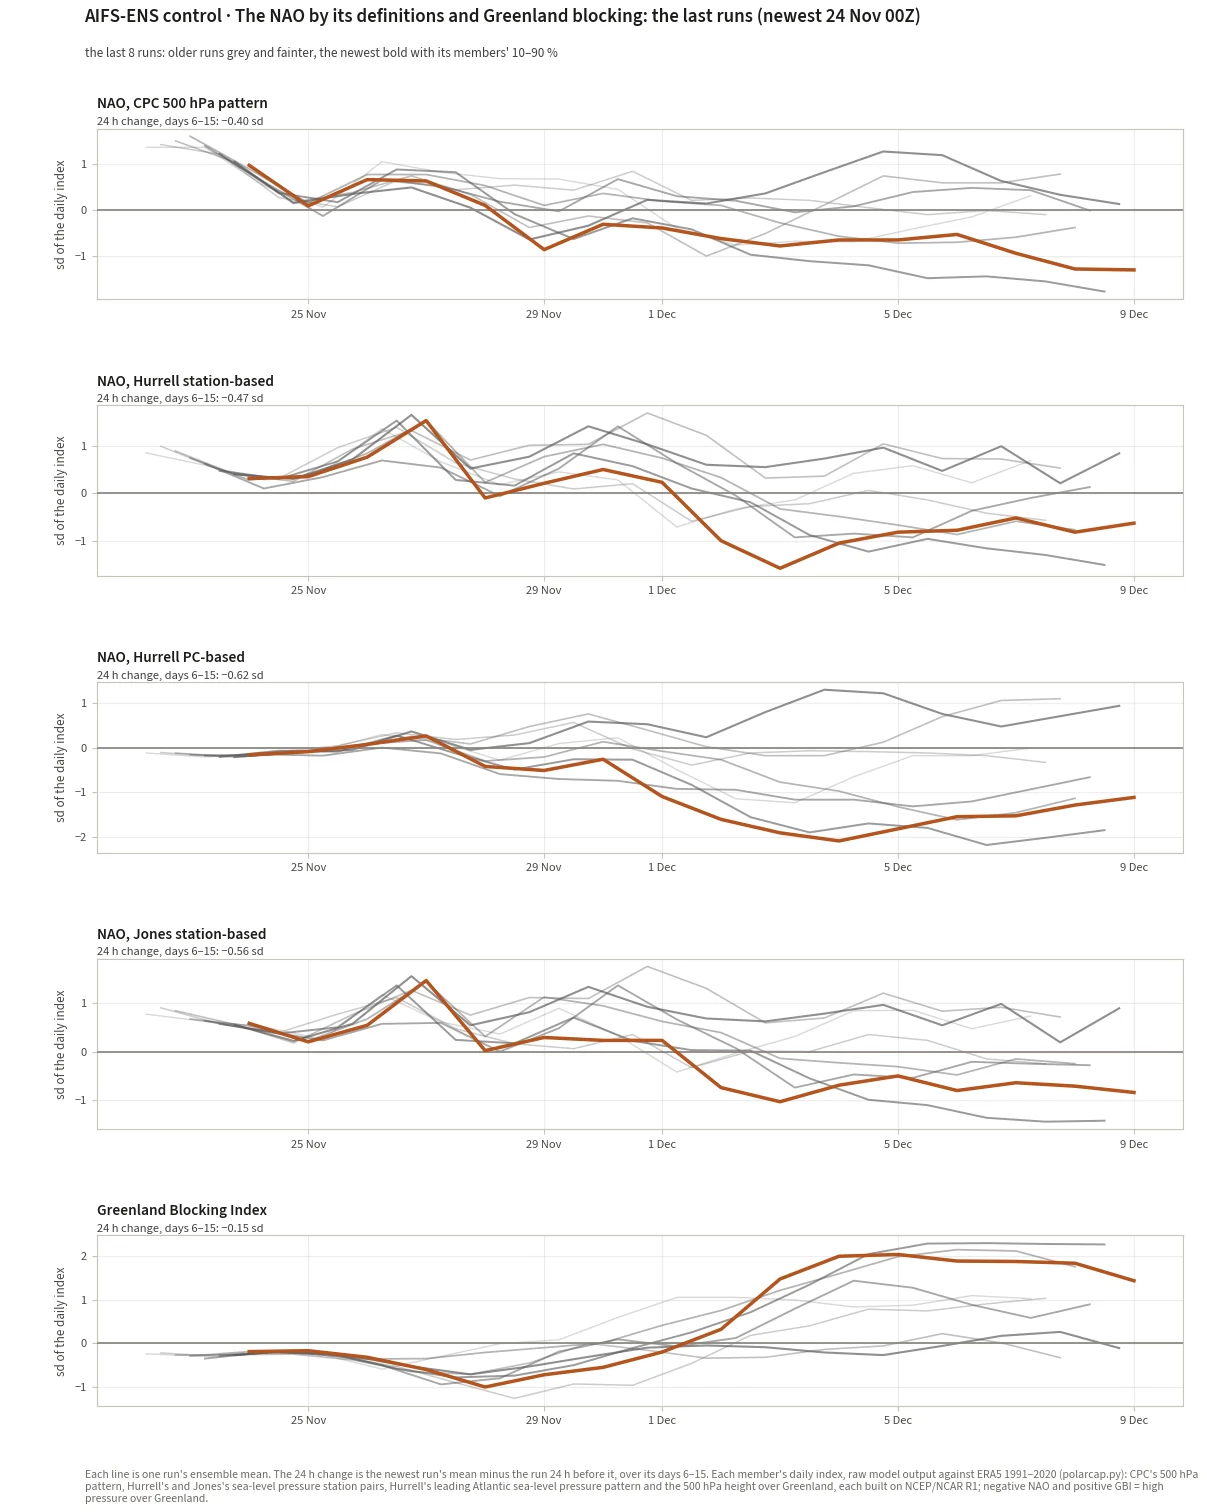 AIFS-ENS control · The NAO by its definitions and Greenland blocking: the last runs (newest 24 Nov 00Z)
the last 8 runs: older runs grey and fainter, the newest bold with its members' 10–90 %
NAO, CPC 500 hPa pattern
24 h change, days 6–15: −0.40 sd
sd of the daily index
1
0
−1
25 Nov
29 Nov
1 Dec
5 Dec
9 Dec
NAO, Hurrell station-based
24 h change, days 6–15: −0.47 sd
sd of the daily index
1
0
−1
25 Nov
29 Nov
1 Dec
5 Dec
9 Dec
NAO, Hurrell PC-based
24 h change, days 6–15: −0.62 sd
sd of the daily index
1
0
−1
−2
25 Nov
29 Nov
1 Dec
5 Dec
9 Dec
NAO, Jones station-based
24 h change, days 6–15: −0.56 sd
sd of the daily index
1
0
−1
25 Nov
29 Nov
1 Dec
5 Dec
9 Dec
Greenland Blocking Index
24 h change, days 6–15: −0.15 sd
sd of the daily index
2
1
0
−1
25 Nov
29 Nov
1 Dec
5 Dec
9 Dec
Each line is one run's ensemble mean. The 24 h change is the newest run's mean minus the run 24 h before it, over its days 6–15. Each member's daily index, raw model output against ERA5 1991–2020 (polarcap.py): CPC's 500 hPa
pattern, Hurrell's and Jones's sea-level pressure station pairs, Hurrell's leading Atlantic sea-level pressure pattern and the 500 hPa height over Greenland, each built on NCEP/NCAR R1; negative NAO and positive GBI = high
pressure over Greenland.